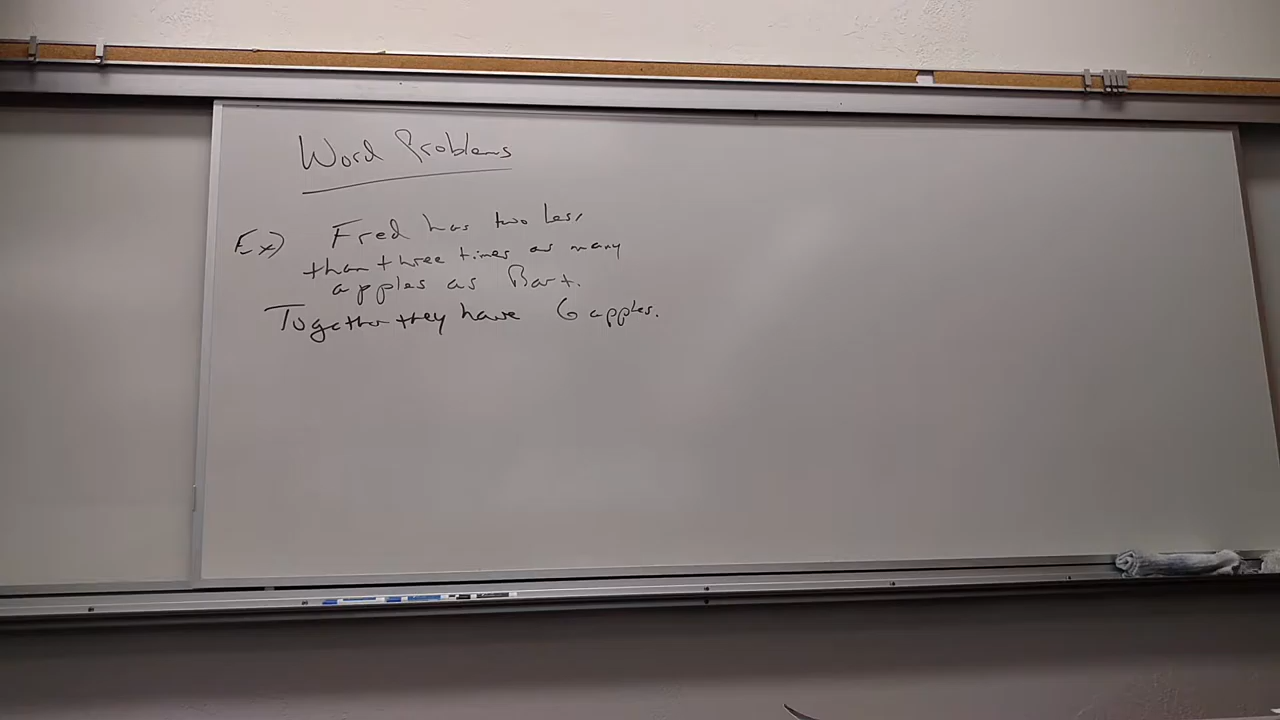 Word Problems
Ex) Fred has two less
than three times as many
apples as Bart.
Together they have 6 apples.